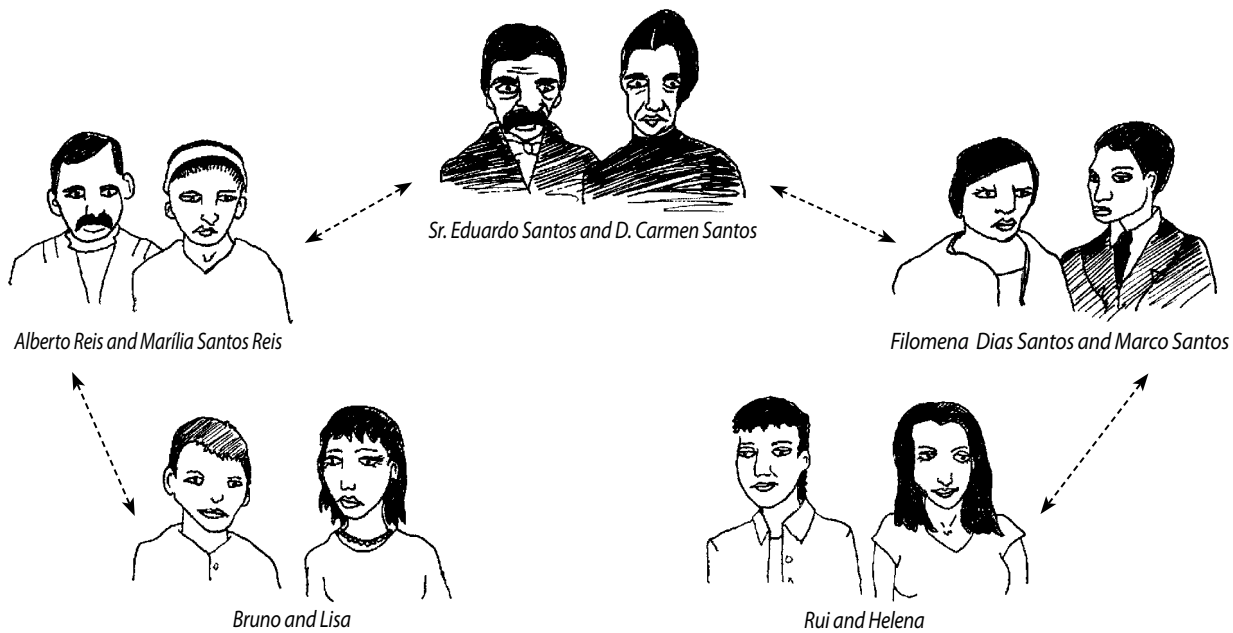 Sr. Eduardo Santos and D. Carmen Santos
Alberto Reis and Marília Santos Reis
Filomena Dias Santos and Marco Santos
Bruno and Lisa
Rui and Helena